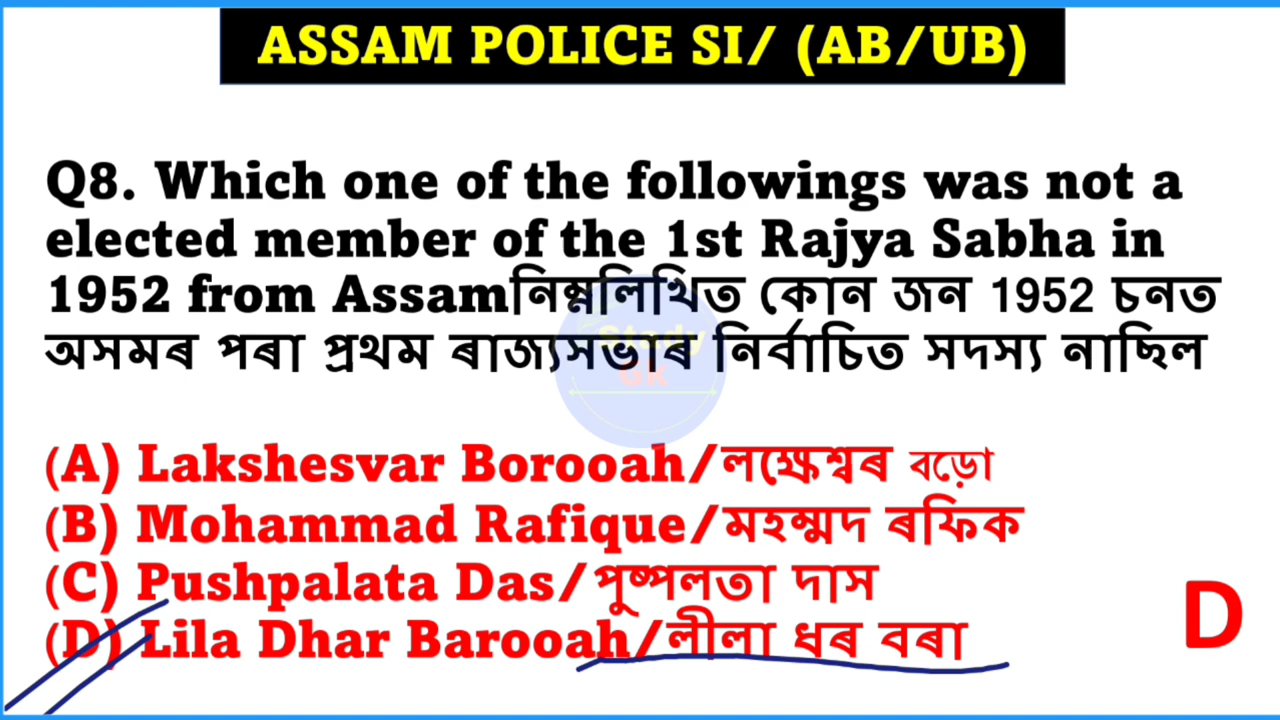 ASSAM POLICE SI/ (AB/UB)
Q8. Which one of the followings was not a
elected member of the 1st Rajya Sabha in
1952 from Assamনিম্নলিখিত কোন জন 1952 চনত
অসমৰ পৰা প্ৰথম ৰাজ্যসভাৰ নিৰ্বাচিত সদস্য নাছিল
Study
GK
(A) Lakshesvar Borooah/লক্ষেশ্বৰ বড়ো
(B) Mohammad Rafique/মহম্মদ ৰফিক
(C) Pushpalata Das/পুষ্পলতা দাস
(D) Lila Dhar Barooah/লীলা ধৰ বৰা
D